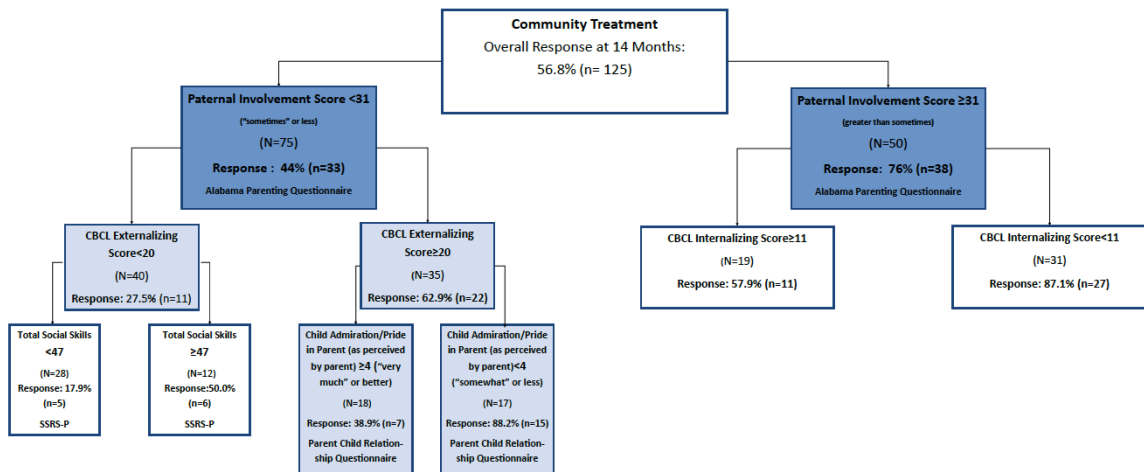 Community Treatment
Overall Response at 14 Months:
56.8% (n= 125)
Paternal Involvement Score <31
("sometimes" or less)
(N=75)
Response :  44% (n=33)
Alabama Parenting Questionnaire
Paternal Involvement Score ≥31
(greater than sometimes)
(N=50)
Response:  76% (n=38)
Alabama Parenting Questionnaire
CBCL Externalizing
Score<20
(N=40)
Response: 27.5% (n=11)
CBCL Externalizing
Score≥20
(N=35)
Response: 62.9% (n=22)
CBCL Internalizing Score≥11
(N=19)
Response: 57.9% (n=11)
CBCL Internalizing Score<11
(N=31)
Response: 87.1% (n=27)
Total Social Skills
<47
(N=28)
Response: 17.9%
(n=5)
SSRS-P
Total Social Skills
≥47
(N=12)
Response:50.0%
(n=6)
SSRS-P
Child Admiration/Pride
in Parent (as perceived
by parent) ≥4 ("very
much" or better)
(N=18)
Response: 38.9% (n=7)
Parent Child Relation-
ship Questionnaire
Child Admiration/Pride
in Parent (as perceived
by parent)<4
("somewhat" or less)
(N=17)
Response: 88.2% (n=15)
Parent Child Relation-
ship Questionnaire